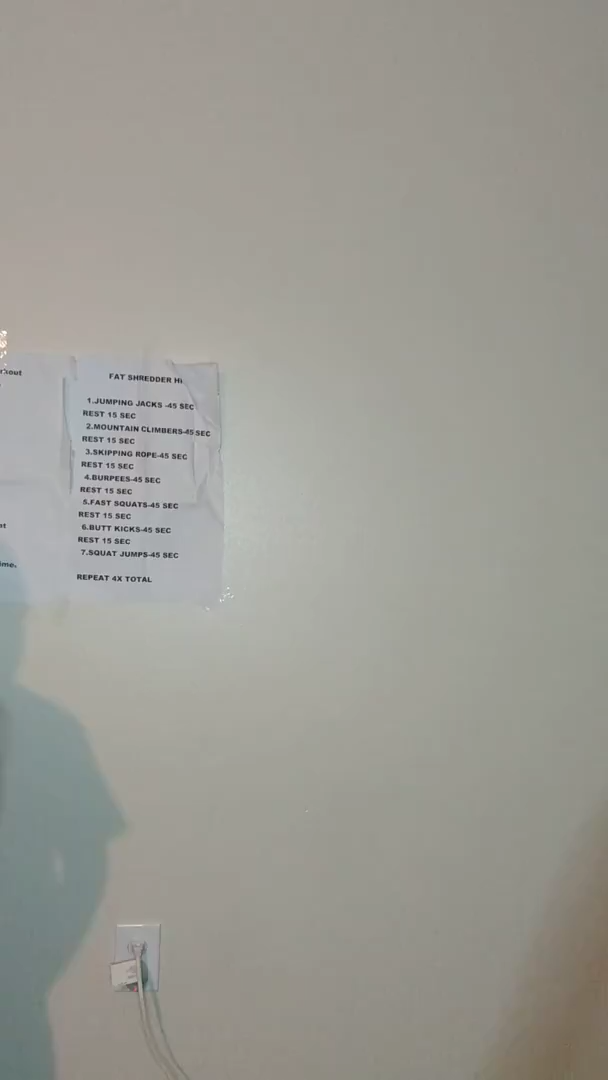 FAT SHREDDER HI
1.JUMPING JACKS -45 SEC
REST 15 SEC
2.MOUNTAIN CLIMBERS-45 SEC
REST 15 SEC
3.SKIPPING ROPE-45 SEC
REST 15 SEC
4.BURPEES-45 SEC
REST 15 SEC
5.FAST SQUATS-45 SEC
REST 15 SEC
6.BUTT KICKS-45 SEC
REST 15 SEC
7.SQUAT JUMPS-45 SEC
REPEAT 4X TOTAL